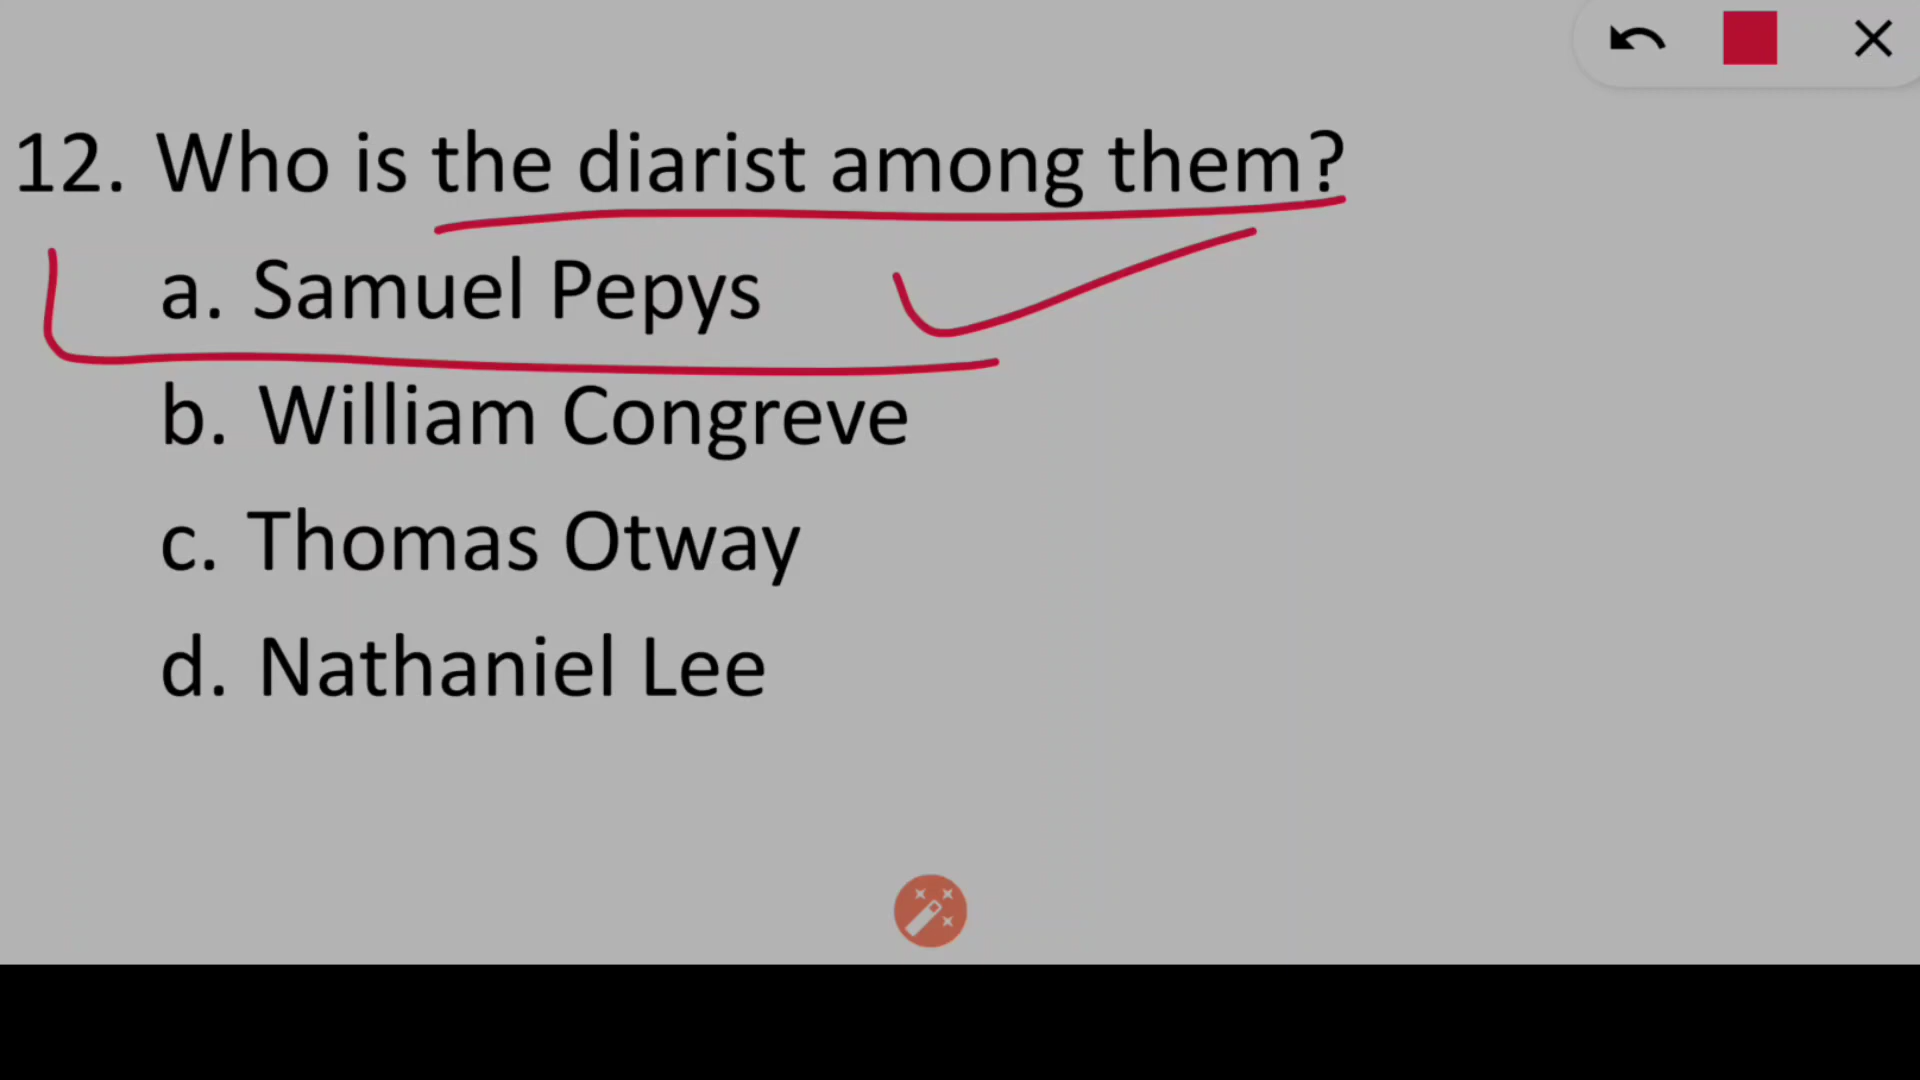 12. Who is the diarist among them?
a. Samuel Pepys
b. William Congreve
c. Thomas Otway
d. Nathaniel Lee